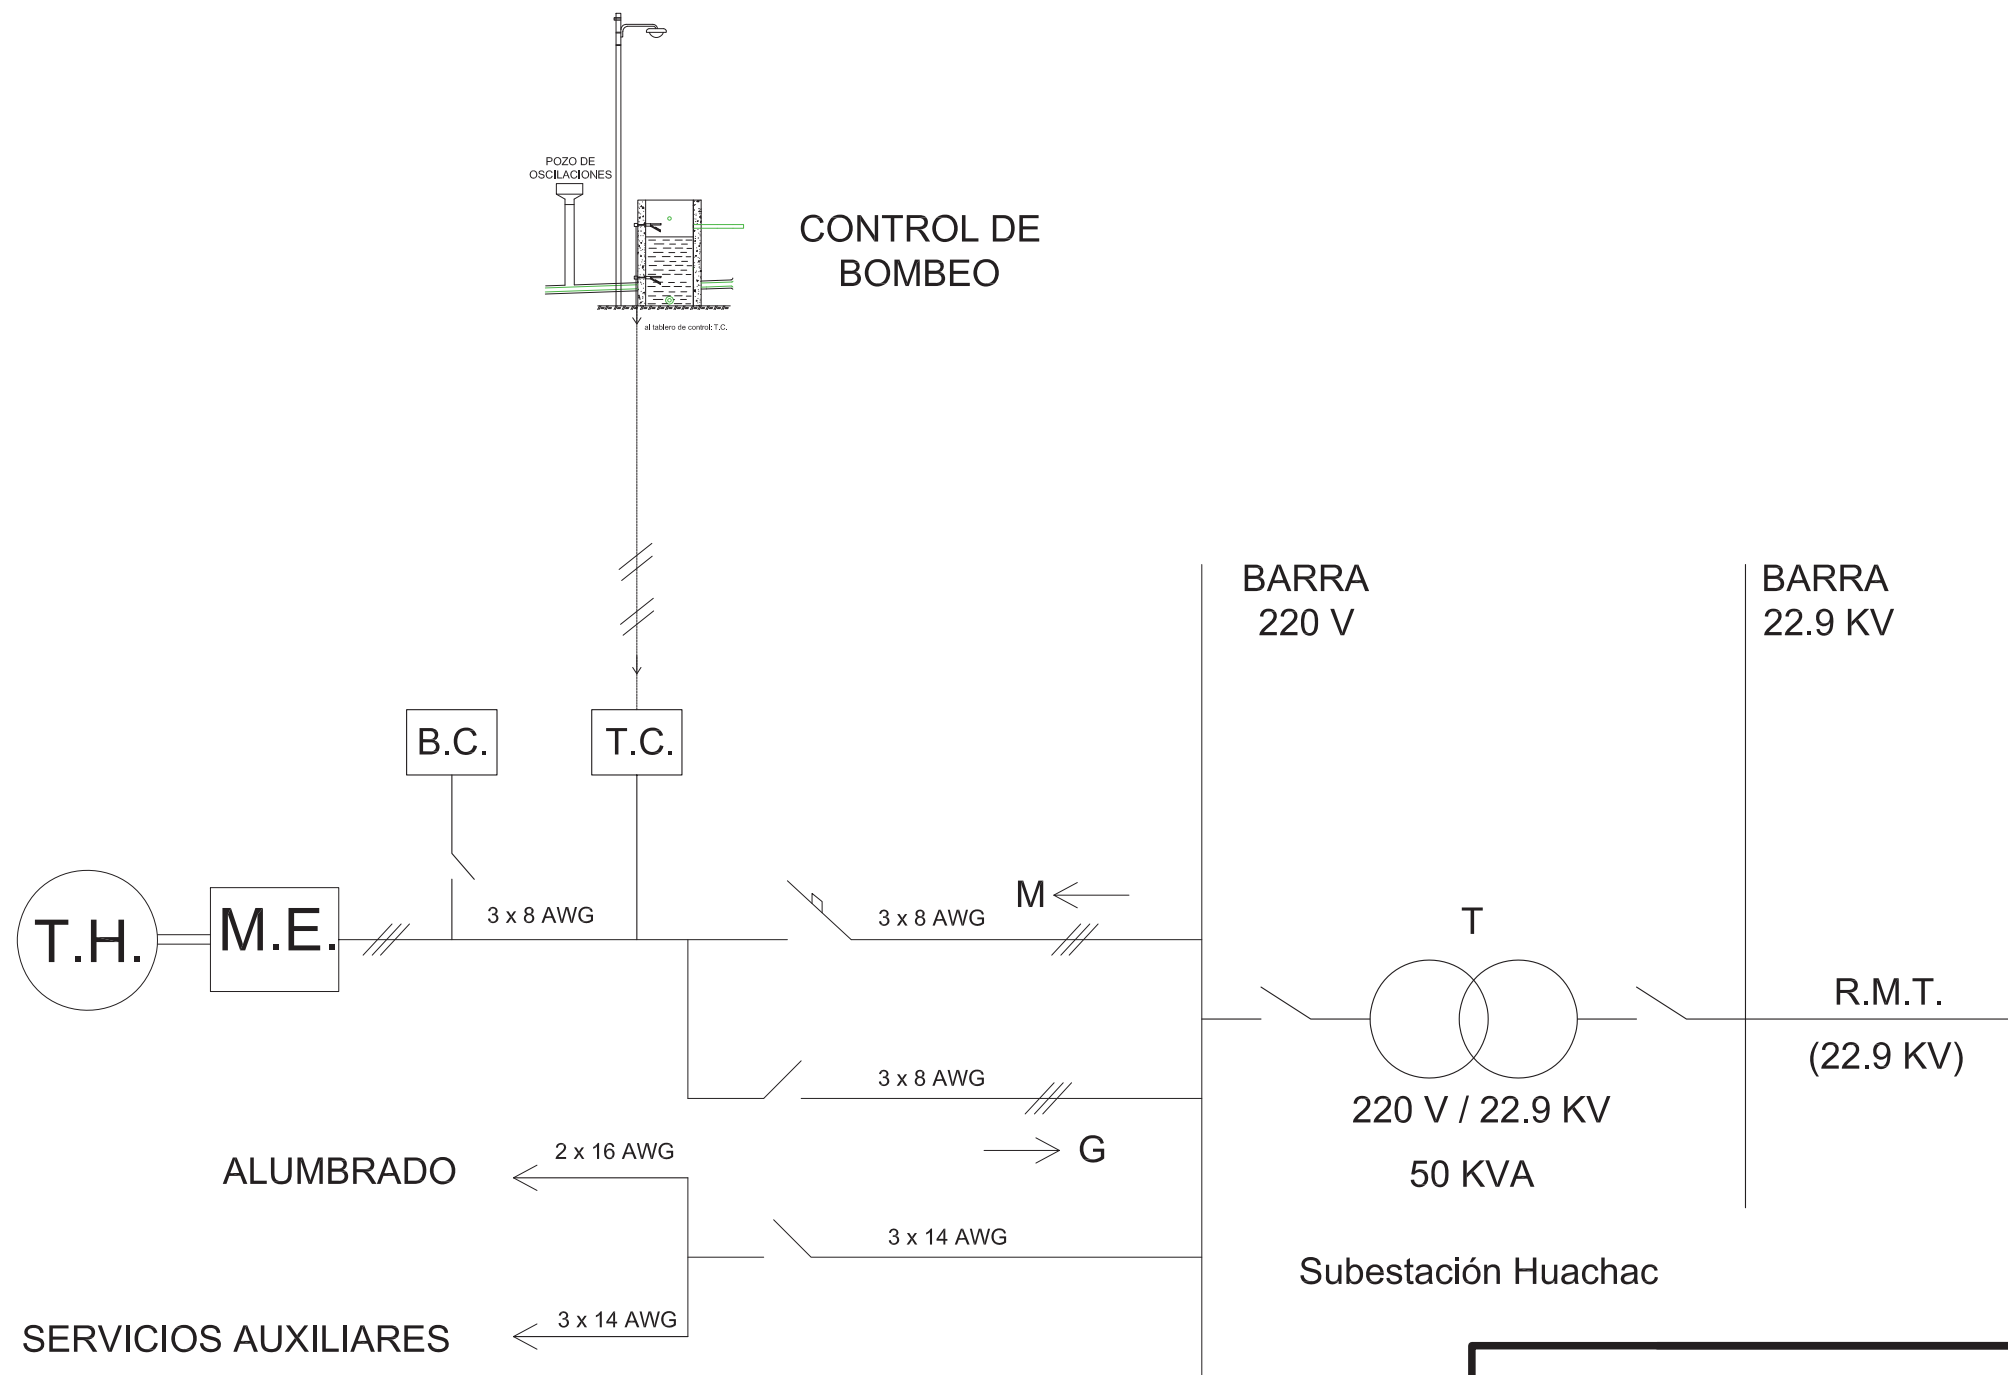 POZO DE
OSCILACIONES
CONTROL DE
BOMBEO
al tablero de control: T.C.
BARRA
220 V
BARRA
22.9 KV
B.C.
T.C.
T.H.
M.E.
3 x 8 AWG
3 x 8 AWG
M
T
R.M.T.
(22.9 KV)
3 x 8 AWG
220 V / 22.9 KV
G
50 KVA
ALUMBRADO
2 x 16 AWG
3 x 14 AWG
Subestación Huachac
SERVICIOS AUXILIARES
3 x 14 AWG